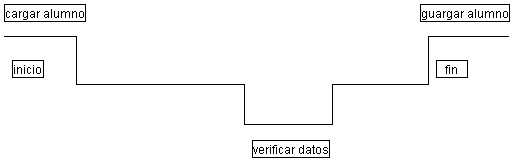 cargar alumno
guargar alumno
inicio
fin
verificar datos